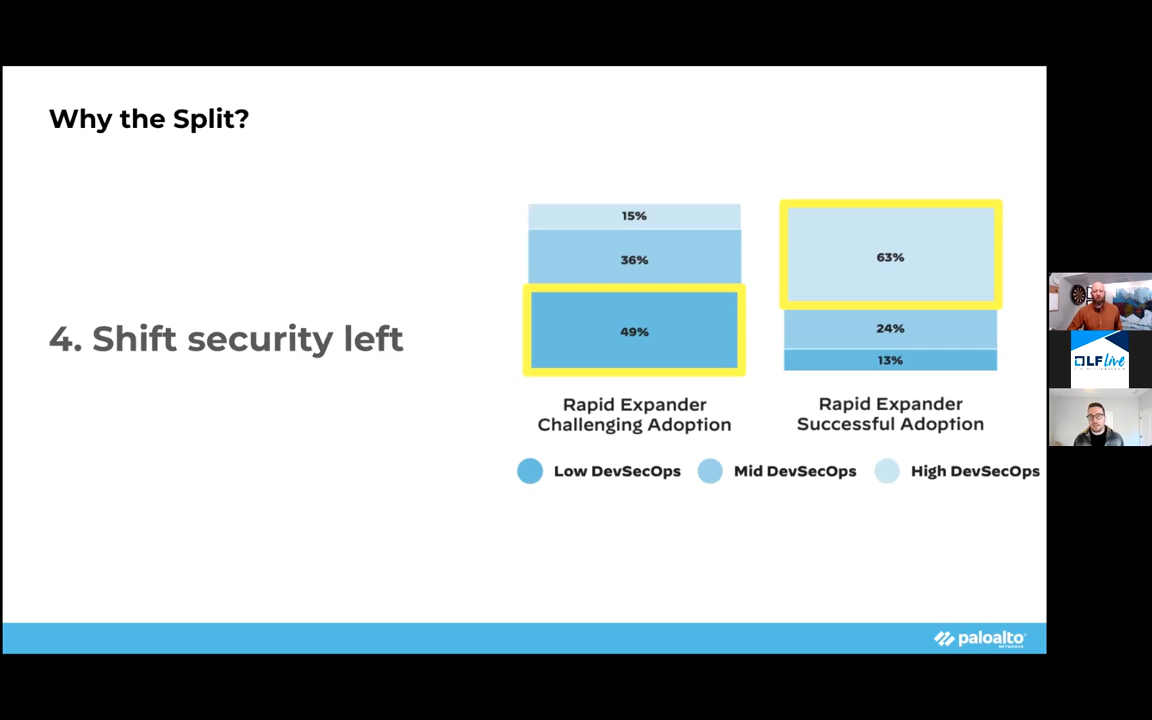 Why the Split?
4. Shift security left
15%
36%
49%
63%
24%
13%
Rapid Expander
Challenging Adoption
Rapid Expander
Successful Adoption
Low DevSecOps
Mid DevSecOps
High DevSecOps
paloalto
NETWORKS
LF live